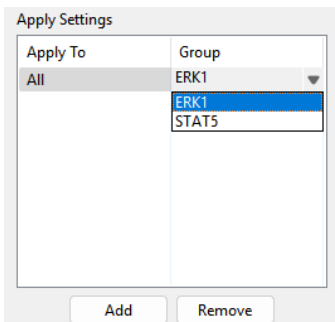 Apply Settings
Apply To Group
All ERK1
ERK1
STAT5
Add Remove